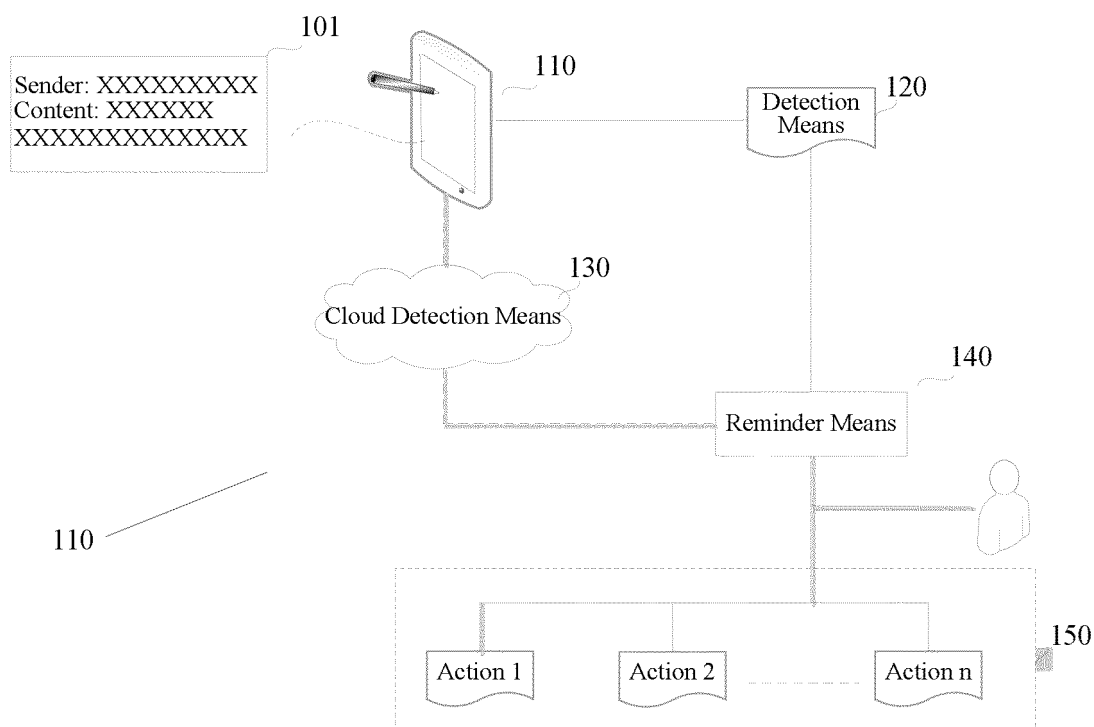 101
Sender: XXXXXXXXX
Content: XXXXXX
XXXXXXXXXXXXX
110
Detection
Means
120
130
Cloud Detection Means
140
Reminder Means
110
150
Action 1
Action 2
Action n